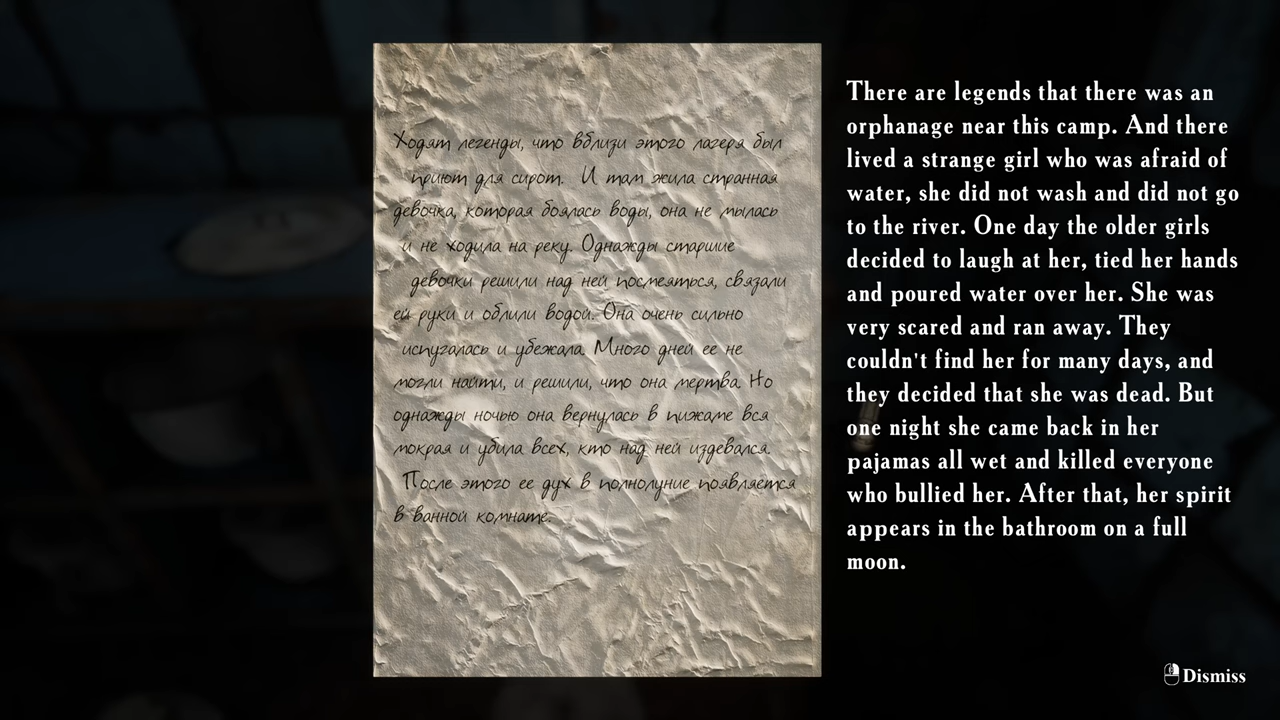 Ходят легенды, что вблизи этого лагеря был
приют для сирот. И там жила странная
девочка, которая боялась воды, она не мылась
и не ходила на реку. Однажды старшие
девочки решили над ней посмеяться, связали
ей руки и облили водой. Она очень сильно
испугалась и убежала. Много дней ее не
могли найти, и решили, что она мертва. Но
однажды ночью она вернулась в пижаме вся
мокрая и убила всех, кто над ней издевался.
После этого ее дух в полнолуние появляется
в ванной комнате.
There are legends that there was an
orphanage near this camp. And there
lived a strange girl who was afraid of
water, she did not wash and did not go
to the river. One day the older girls
decided to laugh at her, tied her hands
and poured water over her. She was
very scared and ran away. They
couldn't find her for many days, and
they decided that she was dead. But
one night she came back in her
pajamas all wet and killed everyone
who bullied her. After that, her spirit
appears in the bathroom on a full
moon.
Dismiss